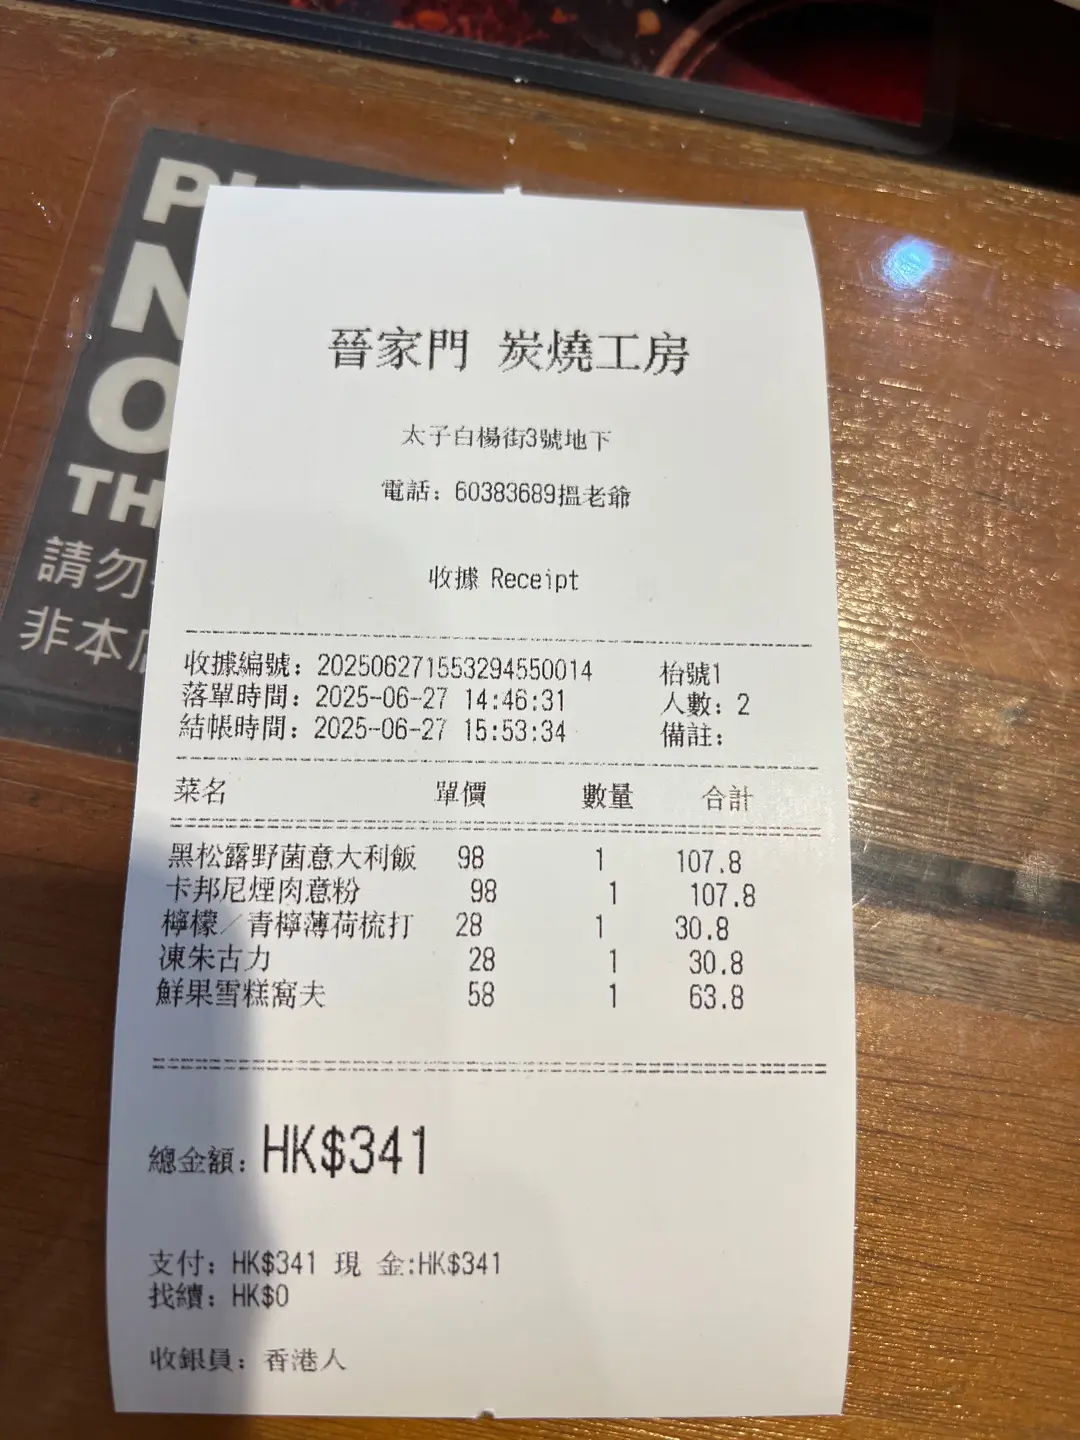 PL
N
O
TH
請勿
非本
晉家門 炭燒工房
太子白楊街3號地下
電話：60383689搵老爺
收據 Receipt
收據編號：2025062715532945​50014 枱號1
落單時間：2025-06-27 14:46:31 人數：2
結帳時間：2025-06-27 15:53:34 備註：
菜名 單價 數量 合計
黑松露野菌意大利飯 98 1 107.8
卡邦尼煙肉意粉 98 1 107.8
檸檬／青檸薄荷梳打 28 1 30.8
凍朱古力 28 1 30.8
鮮果雪糕窩夫 58 1 63.8
總金額：HK$341
支付：HK$341 現 金:HK$341
找續：HK$0
收銀員：香港人